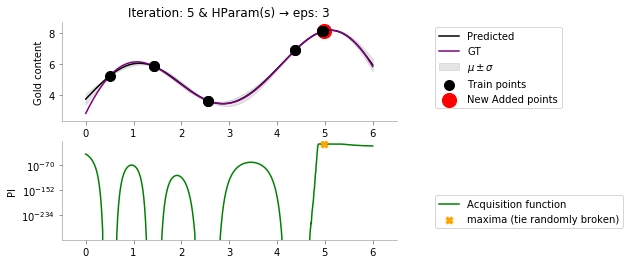 Iteration: 5 & HParam(s) → eps: 3
Gold content
8
6
4
0 1 2 3 4 5 6
Predicted
GT
μ ± σ
Train points
New Added points
PI
10^-70
10^-152
10^-234
0 1 2 3 4 5 6
Acquisition function
maxima (tie randomly broken)